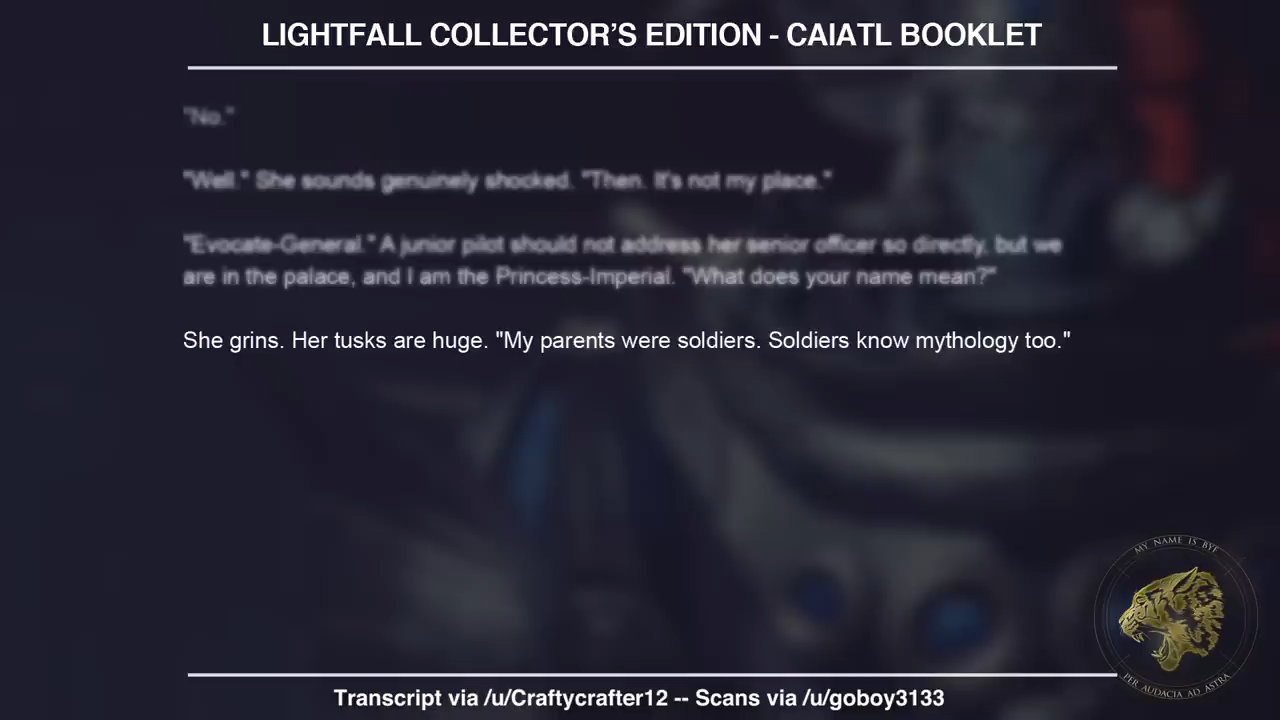 LIGHTFALL COLLECTOR’S EDITION - CAIATL BOOKLET
"No."
"Well." She sounds genuinely shocked. "Then. It's not my place."
"Evocate-General." A junior pilot should not address her senior officer so directly, but we
are in the palace, and I am the Princess-Imperial. "What does your name mean?"
She grins. Her tusks are huge. "My parents were soldiers. Soldiers know mythology too."
MY NAME IS BYF
PER AUDACIA AD ASTRA
Transcript via /u/Craftycrafter12 -- Scans via /u/goboy3133